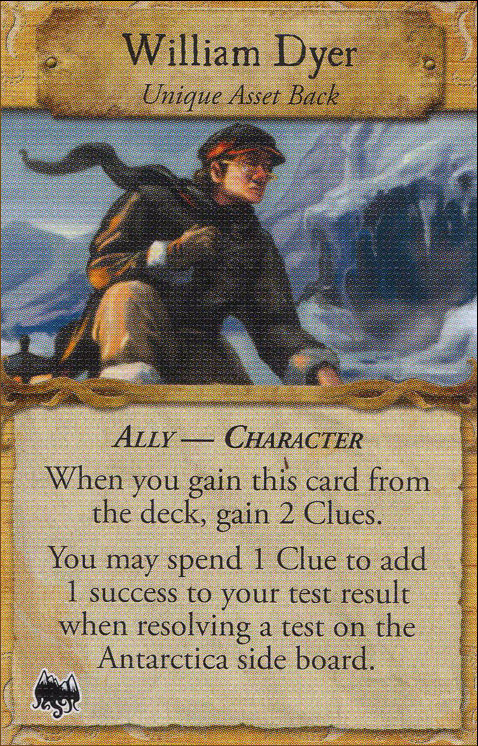 William Dyer
Unique Asset Back
Ally — Character
When you gain this card from
the deck, gain 2 Clues.
You may spend 1 Clue to add
1 success to your test result
when resolving a test on the
Antarctica side board.